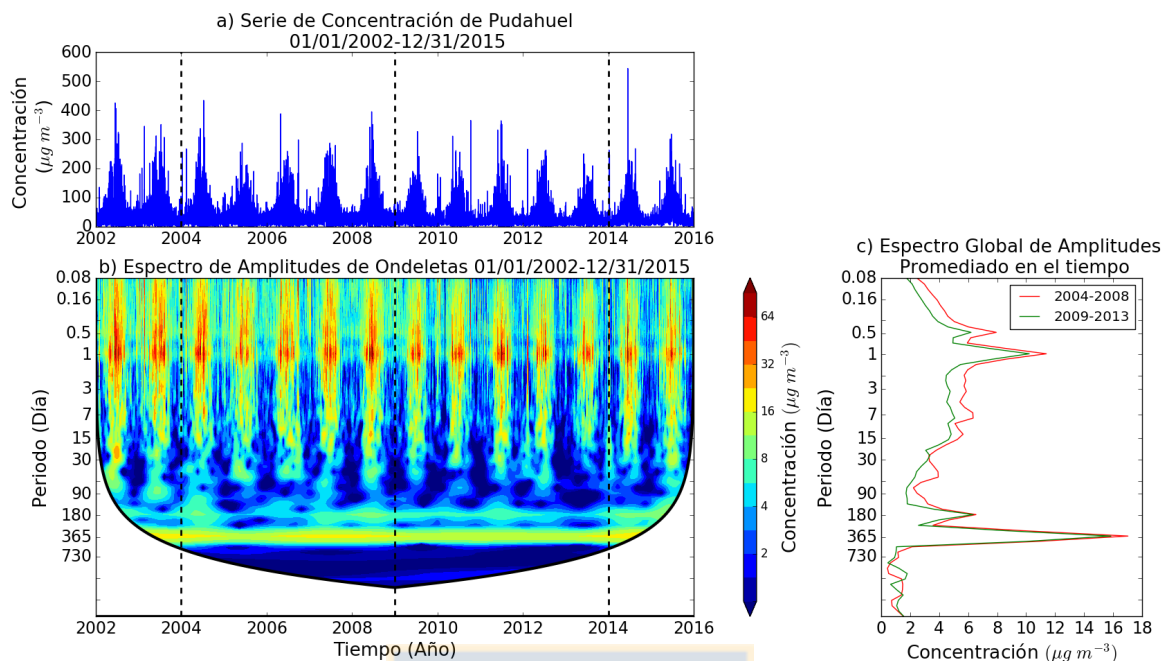 a) Serie de Concentración de Pudahuel
01/01/2002-12/31/2015
Concentración
(μg m⁻³)
600
500
400
300
200
100
0
2002 2004 2006 2008 2010 2012 2014 2016
b) Espectro de Amplitudes de Ondeletas 01/01/2002-12/31/2015
Periodo (Día)
0.08
0.16
0.5
1
3
7
15
30
90
180
365
730
2002 2004 2006 2008 2010 2012 2014 2016
Tiempo (Año)
64
32
16
8
4
2
Concentración (μg m⁻³)
c) Espectro Global de Amplitudes
Promediado en el tiempo
2004-2008
2009-2013
Periodo (Día)
0.08
0.16
0.5
1
3
7
15
30
90
180
365
730
0 2 4 6 8 10 12 14 16 18
Concentración (μg m⁻³)